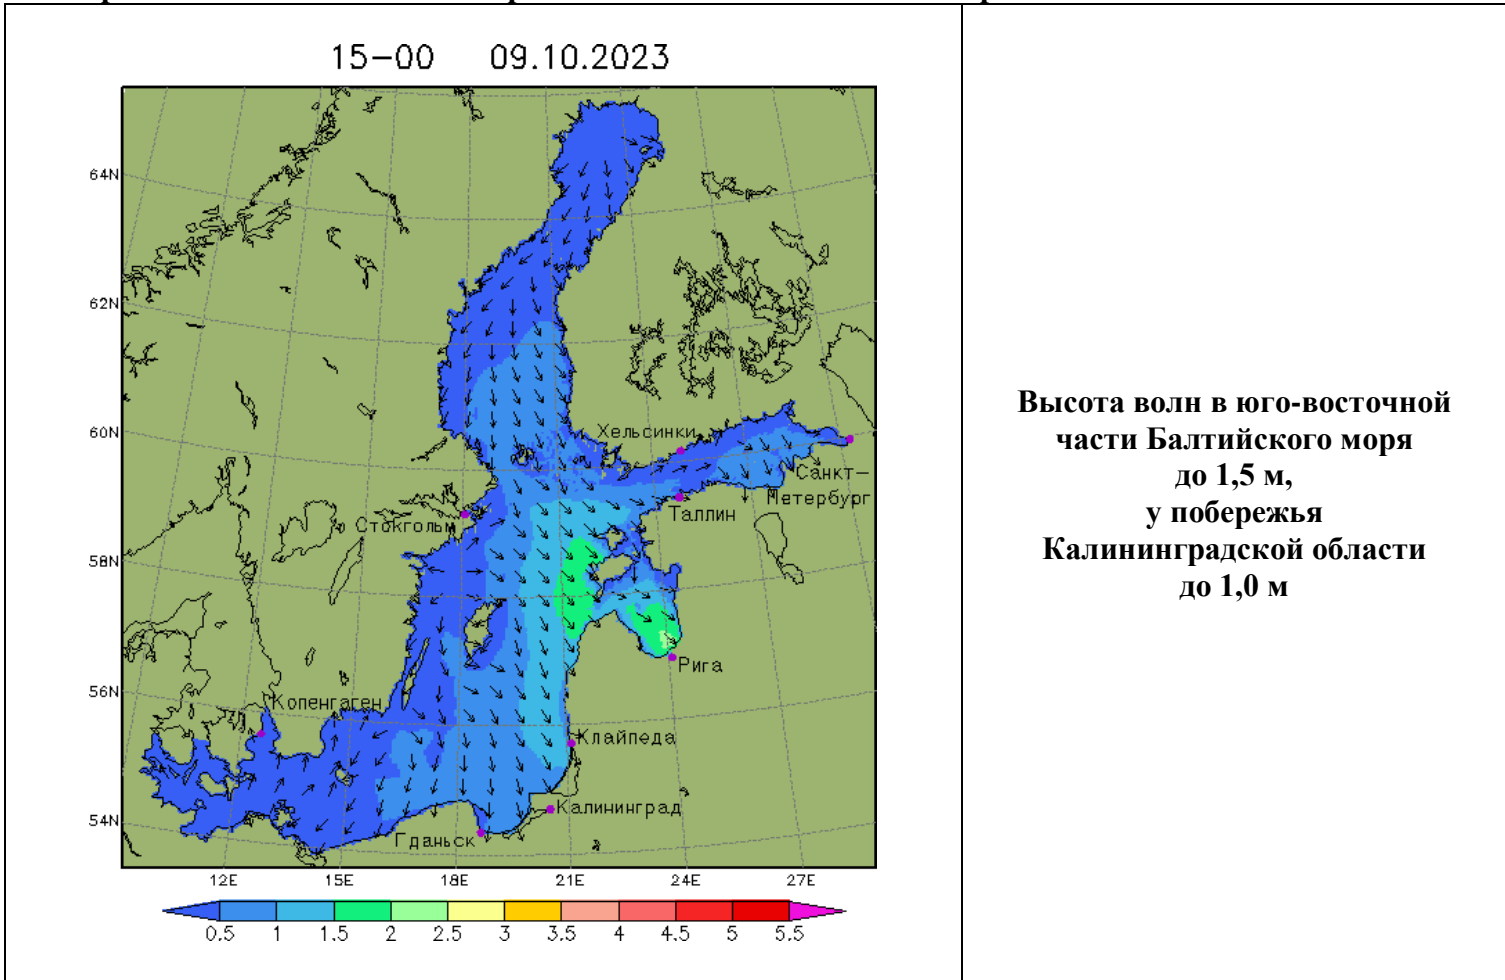 15-00 09.10.2023
64N
62N
60N
58N
56N
54N
Хельсинки
Санкт-
Петербург
Таллин
Стокгольм
Рига
Копенгаген
Клайпеда
Калининград
Гданьск
12E 15E 18E 21E 24E 27E
0.5 1 1.5 2 2.5 3 3.5 4 4.5 5 5.5
Высота волн в юго-восточной
части Балтийского моря
до 1,5 м,
у побережья
Калининградской области
до 1,0 м